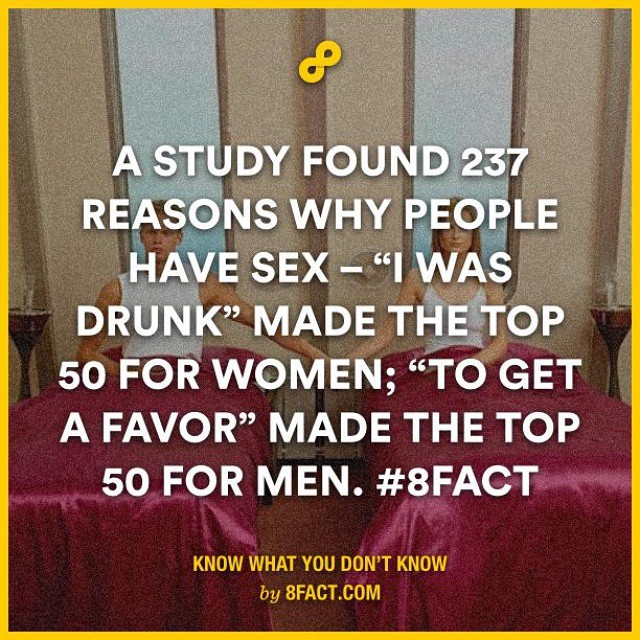 A STUDY FOUND 237
REASONS WHY PEOPLE
HAVE SEX – “I WAS
DRUNK” MADE THE TOP
50 FOR WOMEN; “TO GET
A FAVOR” MADE THE TOP
50 FOR MEN. #8FACT
KNOW WHAT YOU DON’T KNOW
by 8FACT.COM